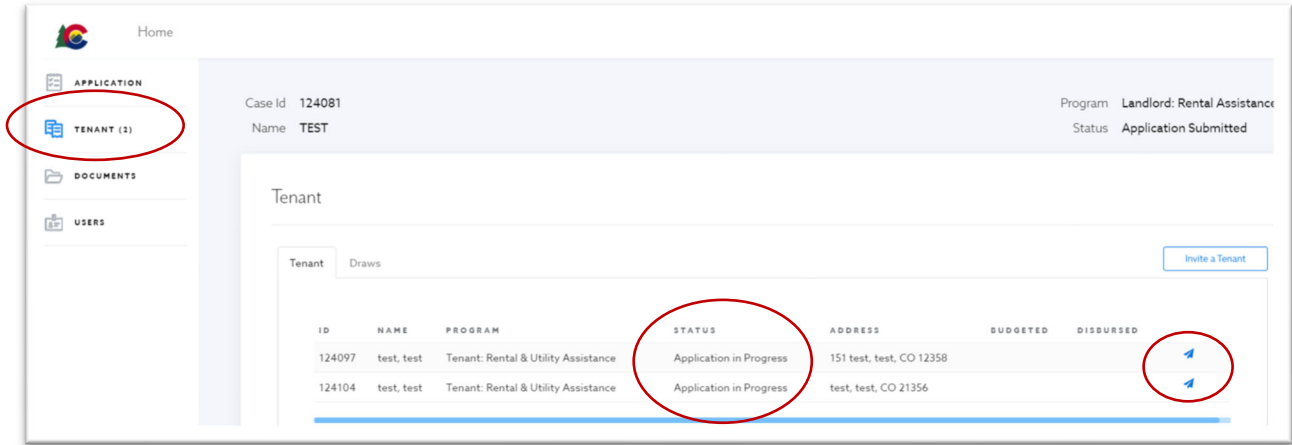 Home
APPLICATION
TENANT (2)
DOCUMENTS
USERS
Case Id 124081
Name TEST
Program Landlord: Rental Assistance
Status Application Submitted
Tenant
Tenant Draws
Invite a Tenant
ID NAME PROGRAM STATUS ADDRESS BUDGETED DISBURSED
124097 test, test Tenant: Rental & Utility Assistance Application in Progress 151 test, test, CO 12358
124104 test, test Tenant: Rental & Utility Assistance Application in Progress test, test, CO 21356